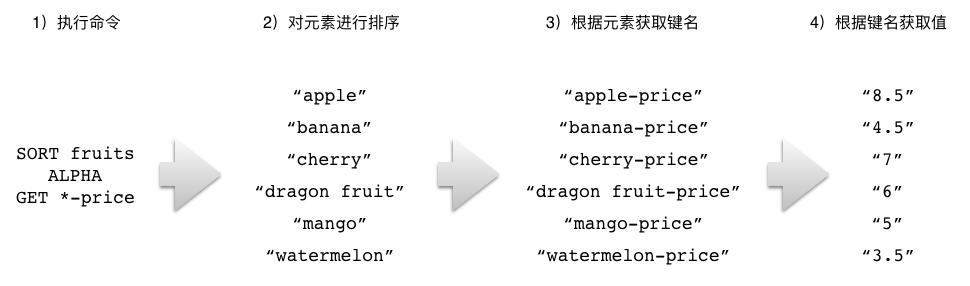 1）执行命令
2）对元素进行排序
3）根据元素获取键名
4）根据键名获取值
SORT fruits
ALPHA
GET *-price
“apple”
“banana”
“cherry”
“dragon fruit”
“mango”
“watermelon”
“apple-price”
“banana-price”
“cherry-price”
“dragon fruit-price”
“mango-price”
“watermelon-price”
“8.5”
“4.5”
“7”
“6”
“5”
“3.5”